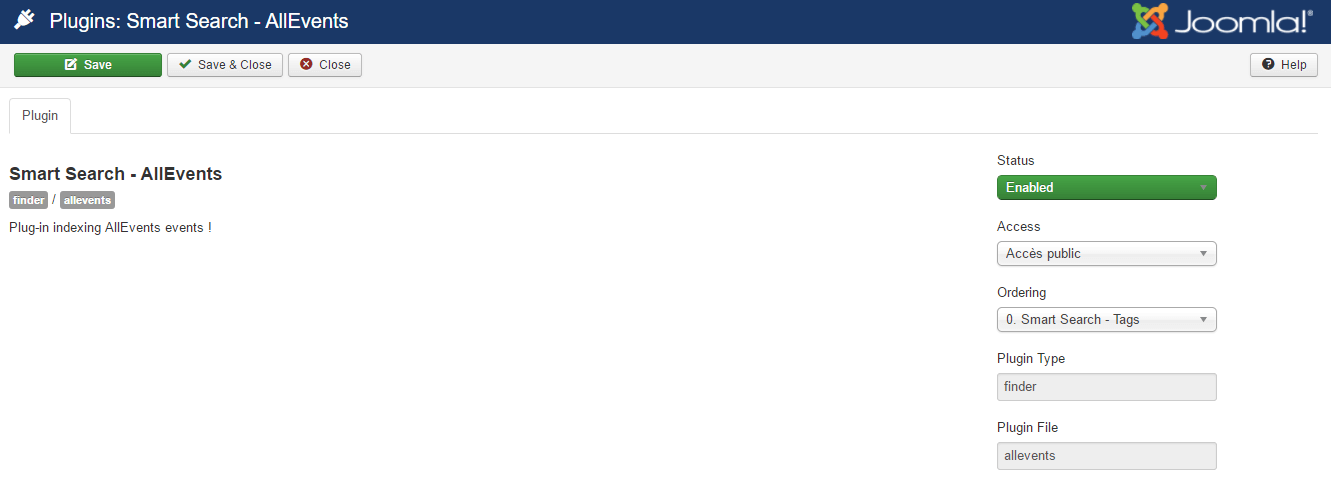 Plugins: Smart Search - AllEvents
Joomla!®
Save
Save & Close
Close
Help
Plugin
Smart Search - AllEvents
finder / allevents
Plug-in indexing AllEvents events !
Status
Enabled
Access
Accès public
Ordering
0. Smart Search - Tags
Plugin Type
finder
Plugin File
allevents